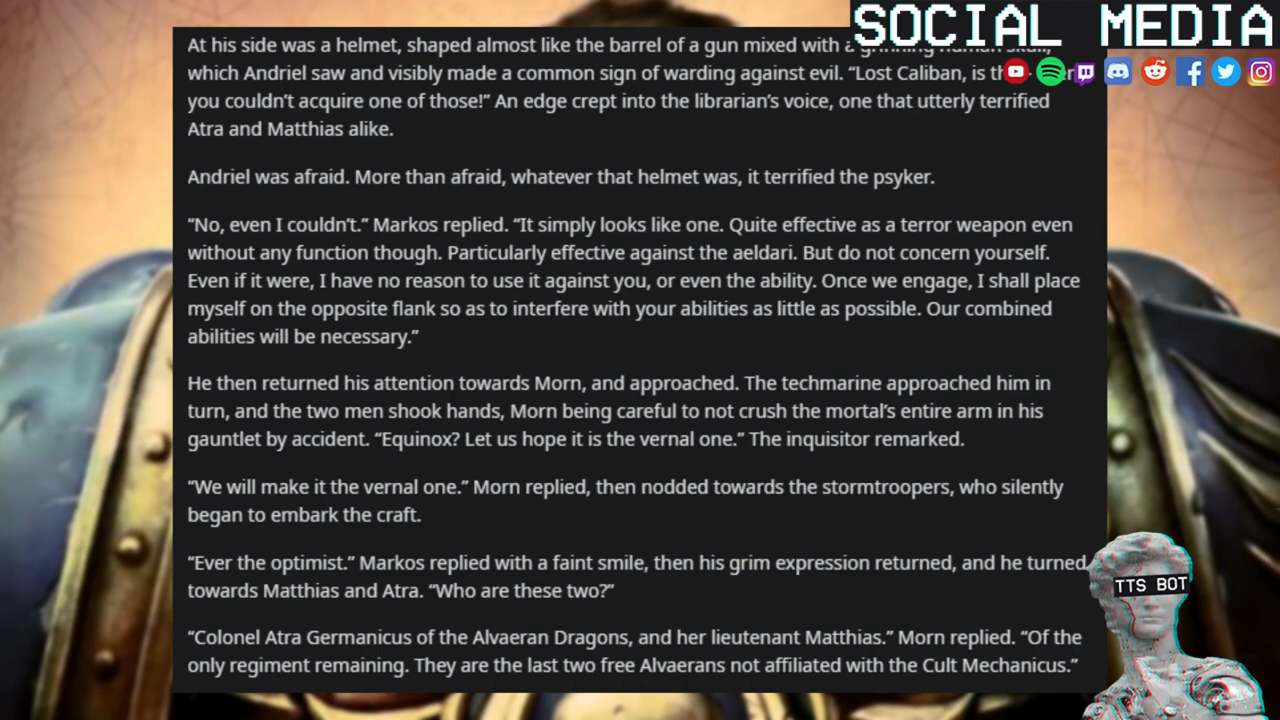 SOCIAL MEDIA
At his side was a helmet, shaped almost like the barrel of a gun mixed with a grinning human skull,
which Andriel saw and visibly made a common sign of warding against evil. “Lost Caliban, is th
you couldn’t acquire one of those!” An edge crept into the librarian’s voice, one that utterly terrified
Atra and Matthias alike.
Andriel was afraid. More than afraid, whatever that helmet was, it terrified the psyker.
“No, even I couldn’t.” Markos replied. “It simply looks like one. Quite effective as a terror weapon even
without any function though. Particularly effective against the aeldari. But do not concern yourself.
Even if it were, I have no reason to use it against you, or even the ability. Once we engage, I shall place
myself on the opposite flank so as to interfere with your abilities as little as possible. Our combined
abilities will be necessary.”
He then returned his attention towards Morn, and approached. The techmarine approached him in
turn, and the two men shook hands, Morn being careful to not crush the mortal’s entire arm in his
gauntlet by accident. “Equinox? Let us hope it is the vernal one.” The inquisitor remarked.
“We will make it the vernal one.” Morn replied, then nodded towards the stormtroopers, who silently
began to embark the craft.
“Ever the optimist.” Markos replied with a faint smile, then his grim expression returned, and he turned
towards Matthias and Atra. “Who are these two?”
“Colonel Atra Germanicus of the Alvaeran Dragons, and her lieutenant Matthias.” Morn replied. “Of the
only regiment remaining. They are the last two free Alvaerans not affiliated with the Cult Mechanicus.”
TTS BOT